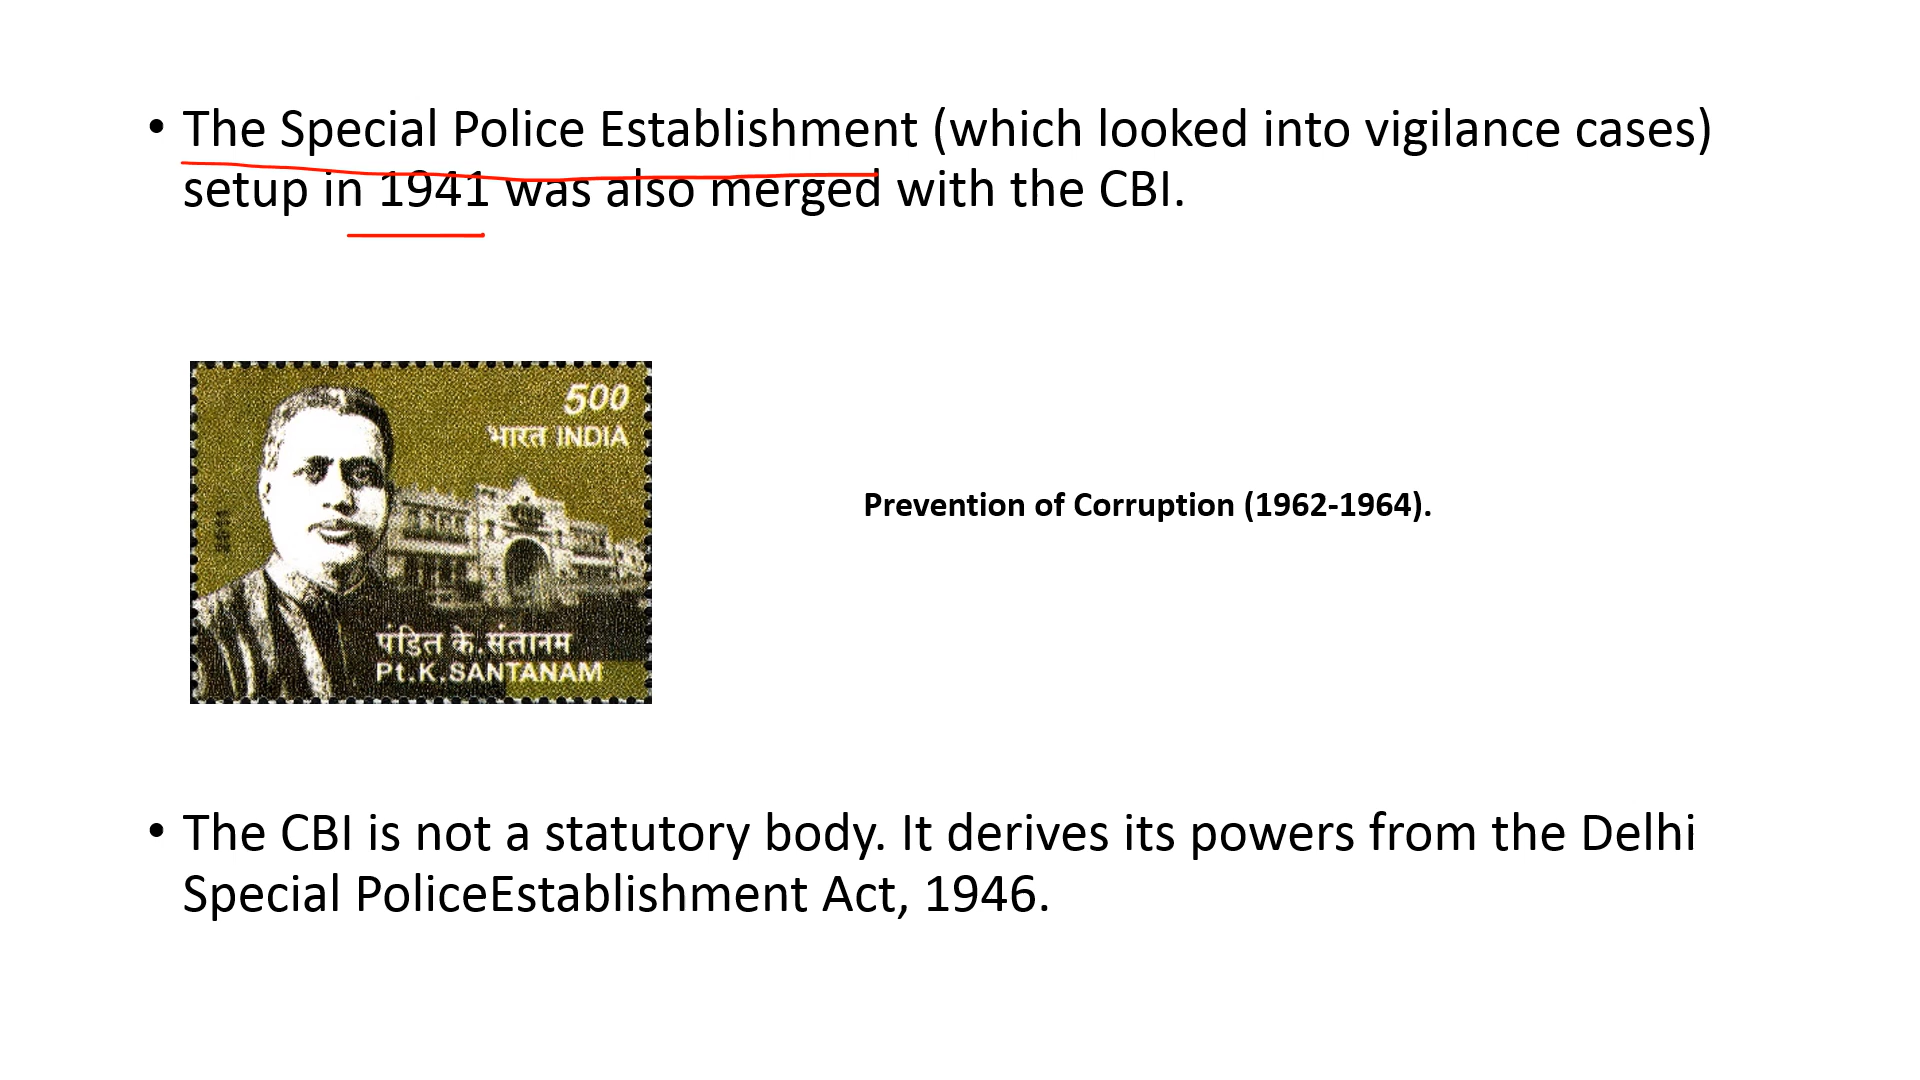 • The Special Police Establishment (which looked into vigilance cases)
setup in 1941 was also merged with the CBI.
500
भारत INDIA
2011
पंडित के.संतानम
Pt.K.SANTANAM
Prevention of Corruption (1962-1964).
• The CBI is not a statutory body. It derives its powers from the Delhi
Special PoliceEstablishment Act, 1946.